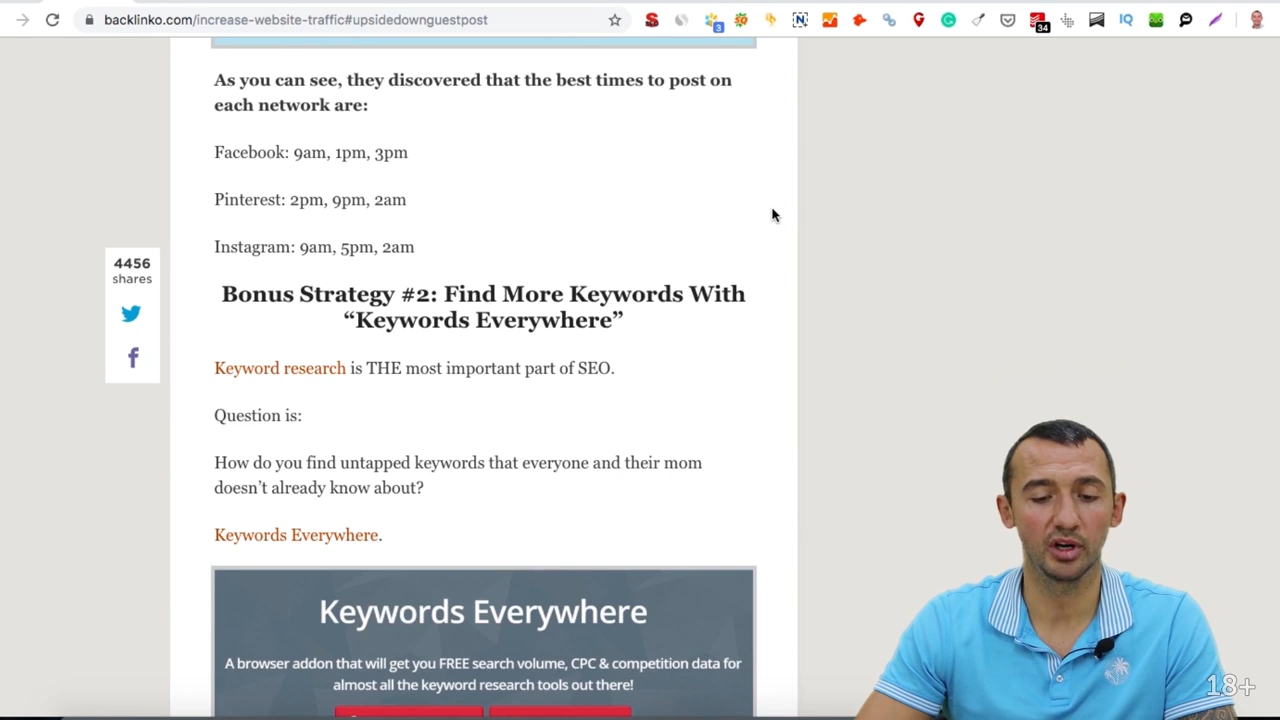 backlinko.com/increase-website-traffic#upsidedownguestpost
3
34
IQ
As you can see, they discovered that the best times to post on
each network are:
Facebook: 9am, 1pm, 3pm
Pinterest: 2pm, 9pm, 2am
Instagram: 9am, 5pm, 2am
4456
shares
Bonus Strategy #2: Find More Keywords With
“Keywords Everywhere”
Keyword research is THE most important part of SEO.
Question is:
How do you find untapped keywords that everyone and their mom
doesn’t already know about?
Keywords Everywhere.
Keywords Everywhere
A browser addon that will get you FREE search volume, CPC & competition data for
almost all the keyword research tools out there!
18+